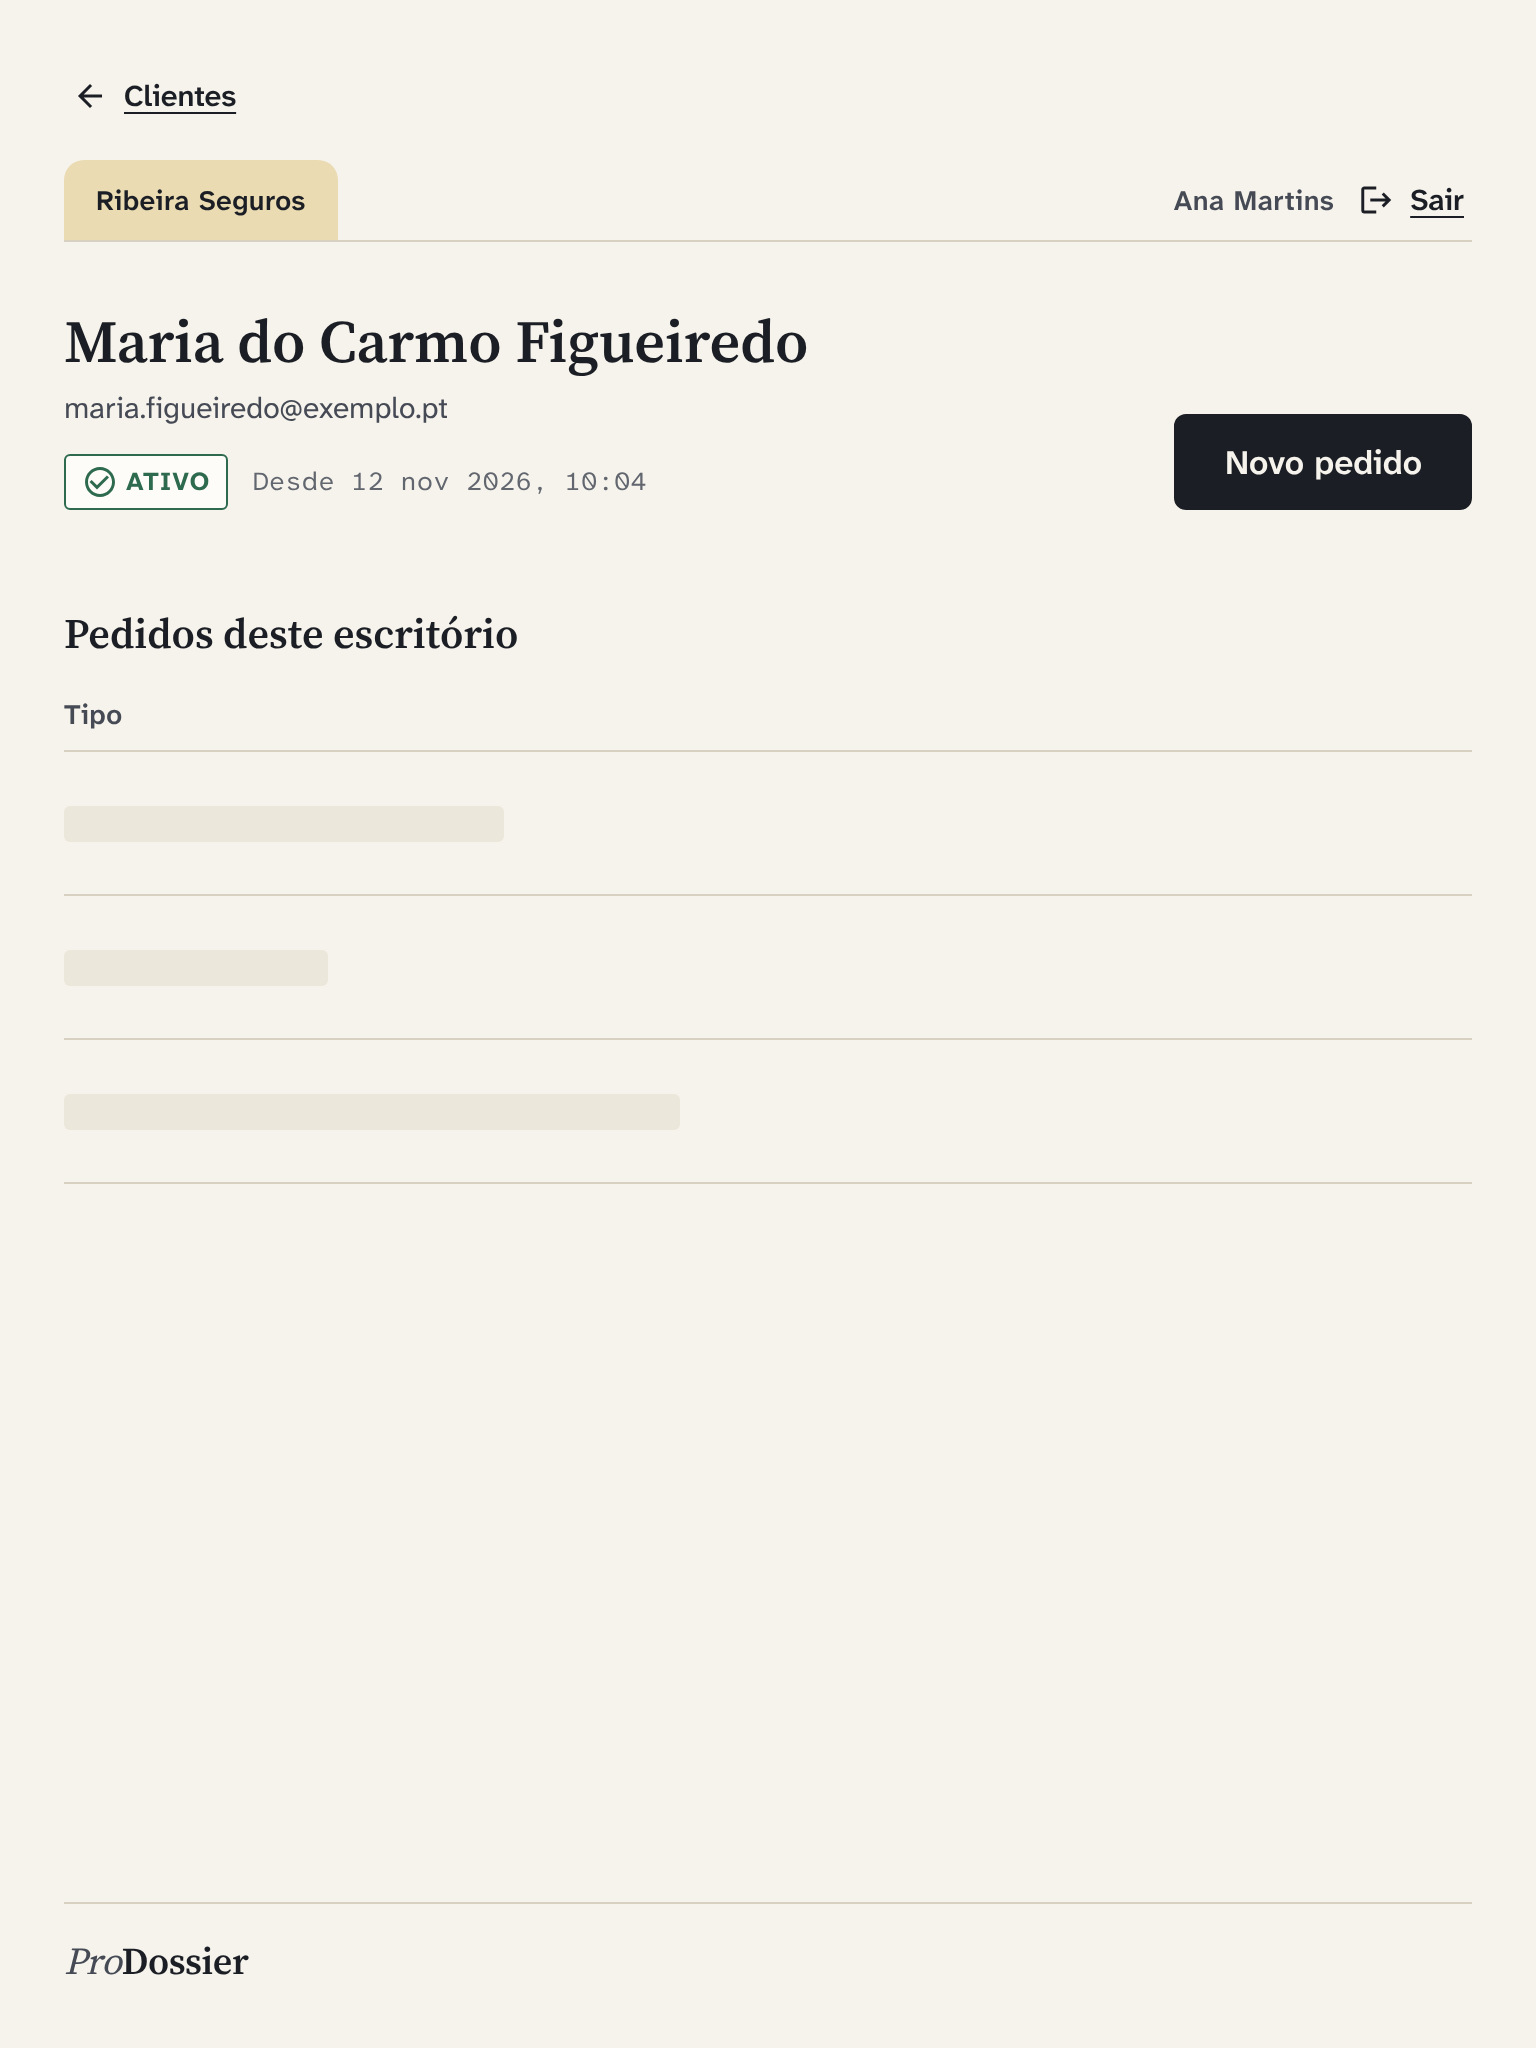 Clientes
Ribeira Seguros
Ana Martins Sair
Maria do Carmo Figueiredo
maria.figueiredo@exemplo.pt
ATIVO Desde 12 nov 2026, 10:04
Novo pedido
Pedidos deste escritório
Tipo
ProDossier